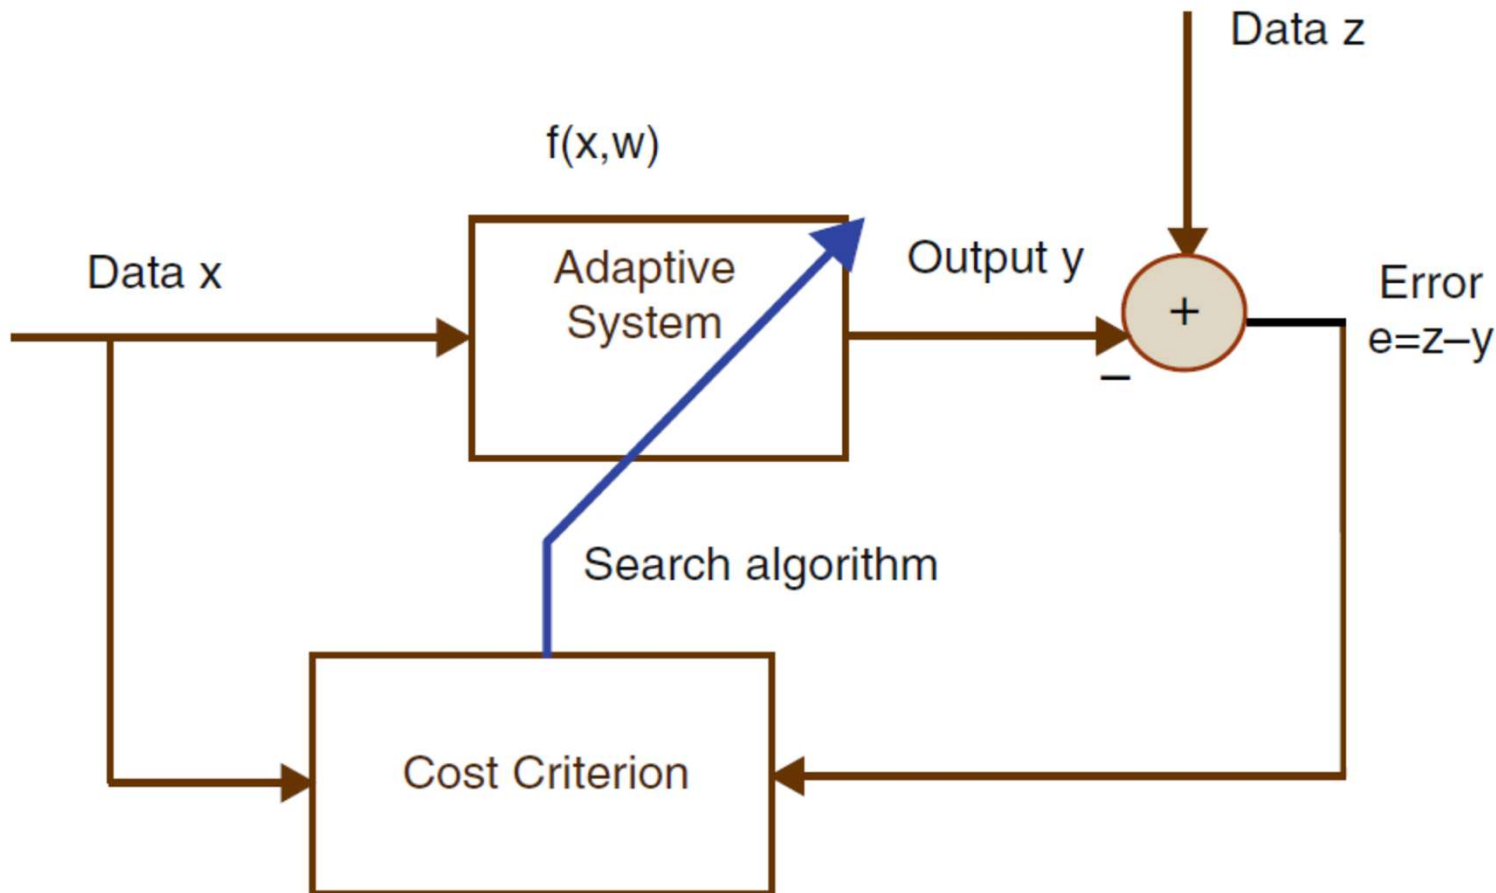 Data z
f(x,w)
Data x
Adaptive
System
Output y
+
–
Error
e=z–y
Search algorithm
Cost Criterion